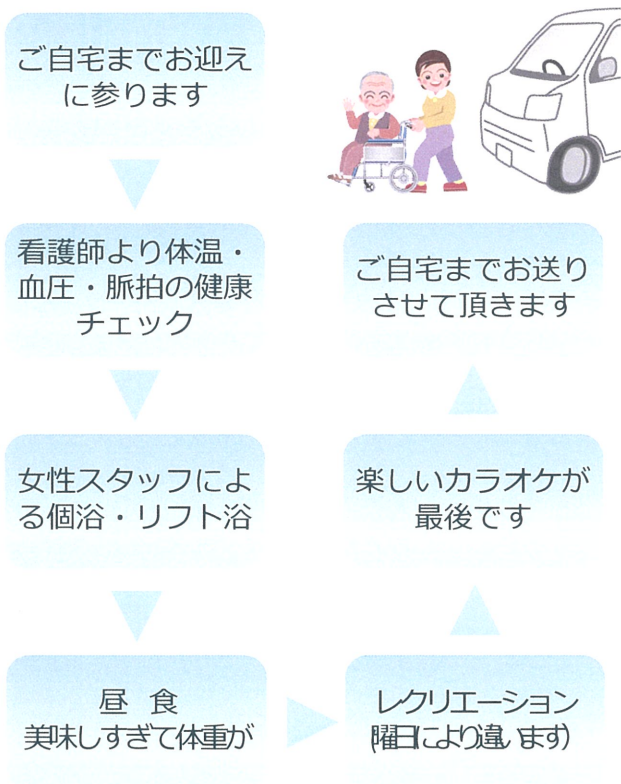 ご自宅までお迎え
に参ります
看護師より体温・
血圧・脈拍の健康
チェック
女性スタッフによ
る個浴・リフト浴
昼　食
美味しすぎて体重が
レクリエーション
(曜日により違います)
楽しいカラオケが
最後です
ご自宅までお送り
させて頂きます